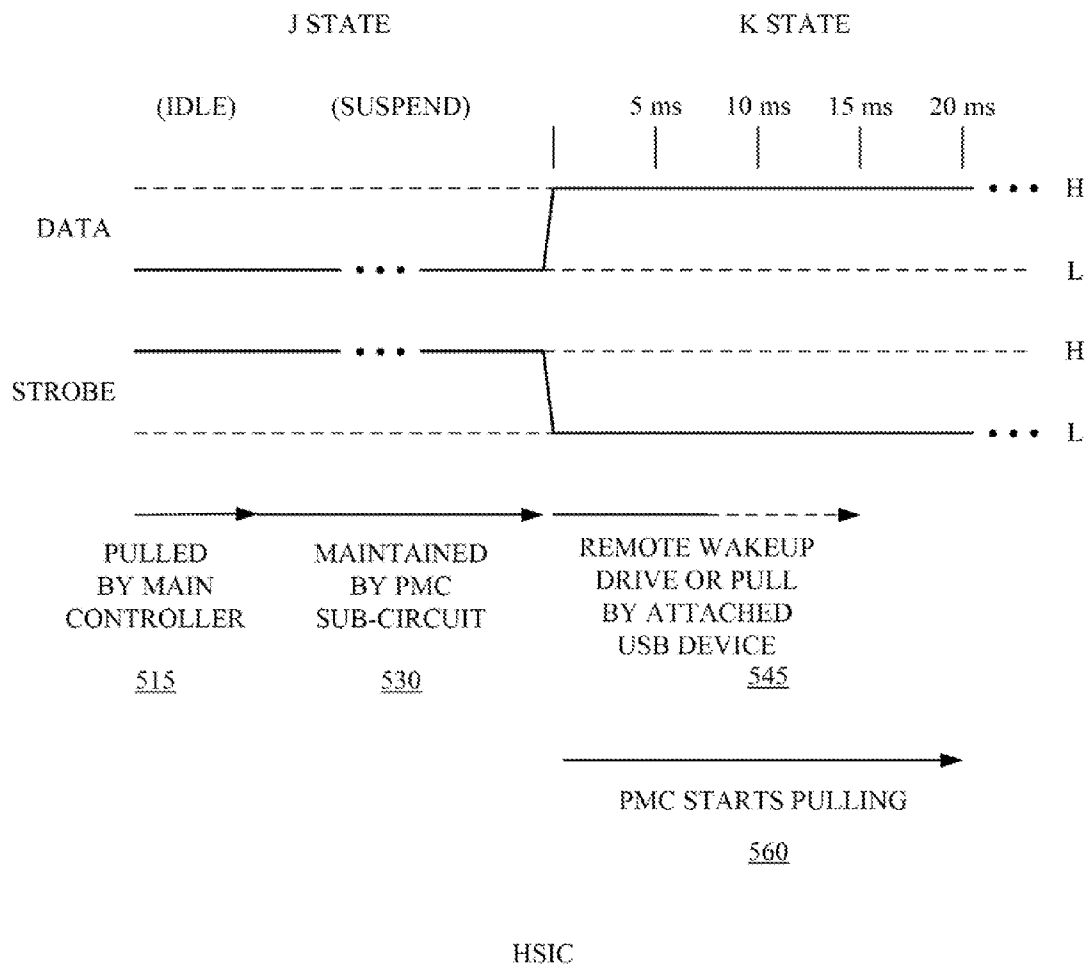 J STATE K STATE
(IDLE) (SUSPEND) 5 ms 10 ms 15 ms 20 ms
H
DATA
L
H
STROBE
L
PULLED BY MAIN CONTROLLER
515
MAINTAINED BY PMC SUB-CIRCUIT
530
REMOTE WAKEUP DRIVE OR PULL BY ATTACHED USB DEVICE
545
PMC STARTS PULLING
560
HSIC